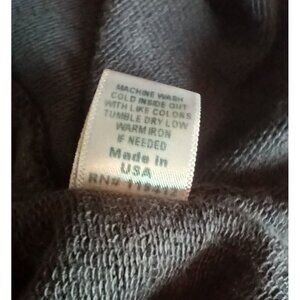 MACHINE WASH
COLD INSIDE OUT
WITH LIKE COLORS
TUMBLE DRY LOW
WARM IRON
IF NEEDED
Made in
USA
RN#